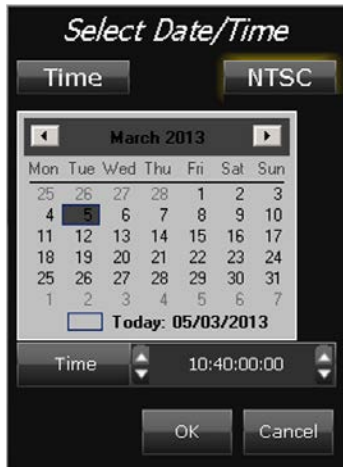 Select Date/Time
Time NTSC
March 2013
Mon Tue Wed Thu Fri Sat Sun
25 26 27 28 1 2 3
4 5 6 7 8 9 10
11 12 13 14 15 16 17
18 19 20 21 22 23 24
25 26 27 28 29 30 31
1 2 3 4 5 6 7
Today: 05/03/2013
Time 10:40:00:00
OK Cancel